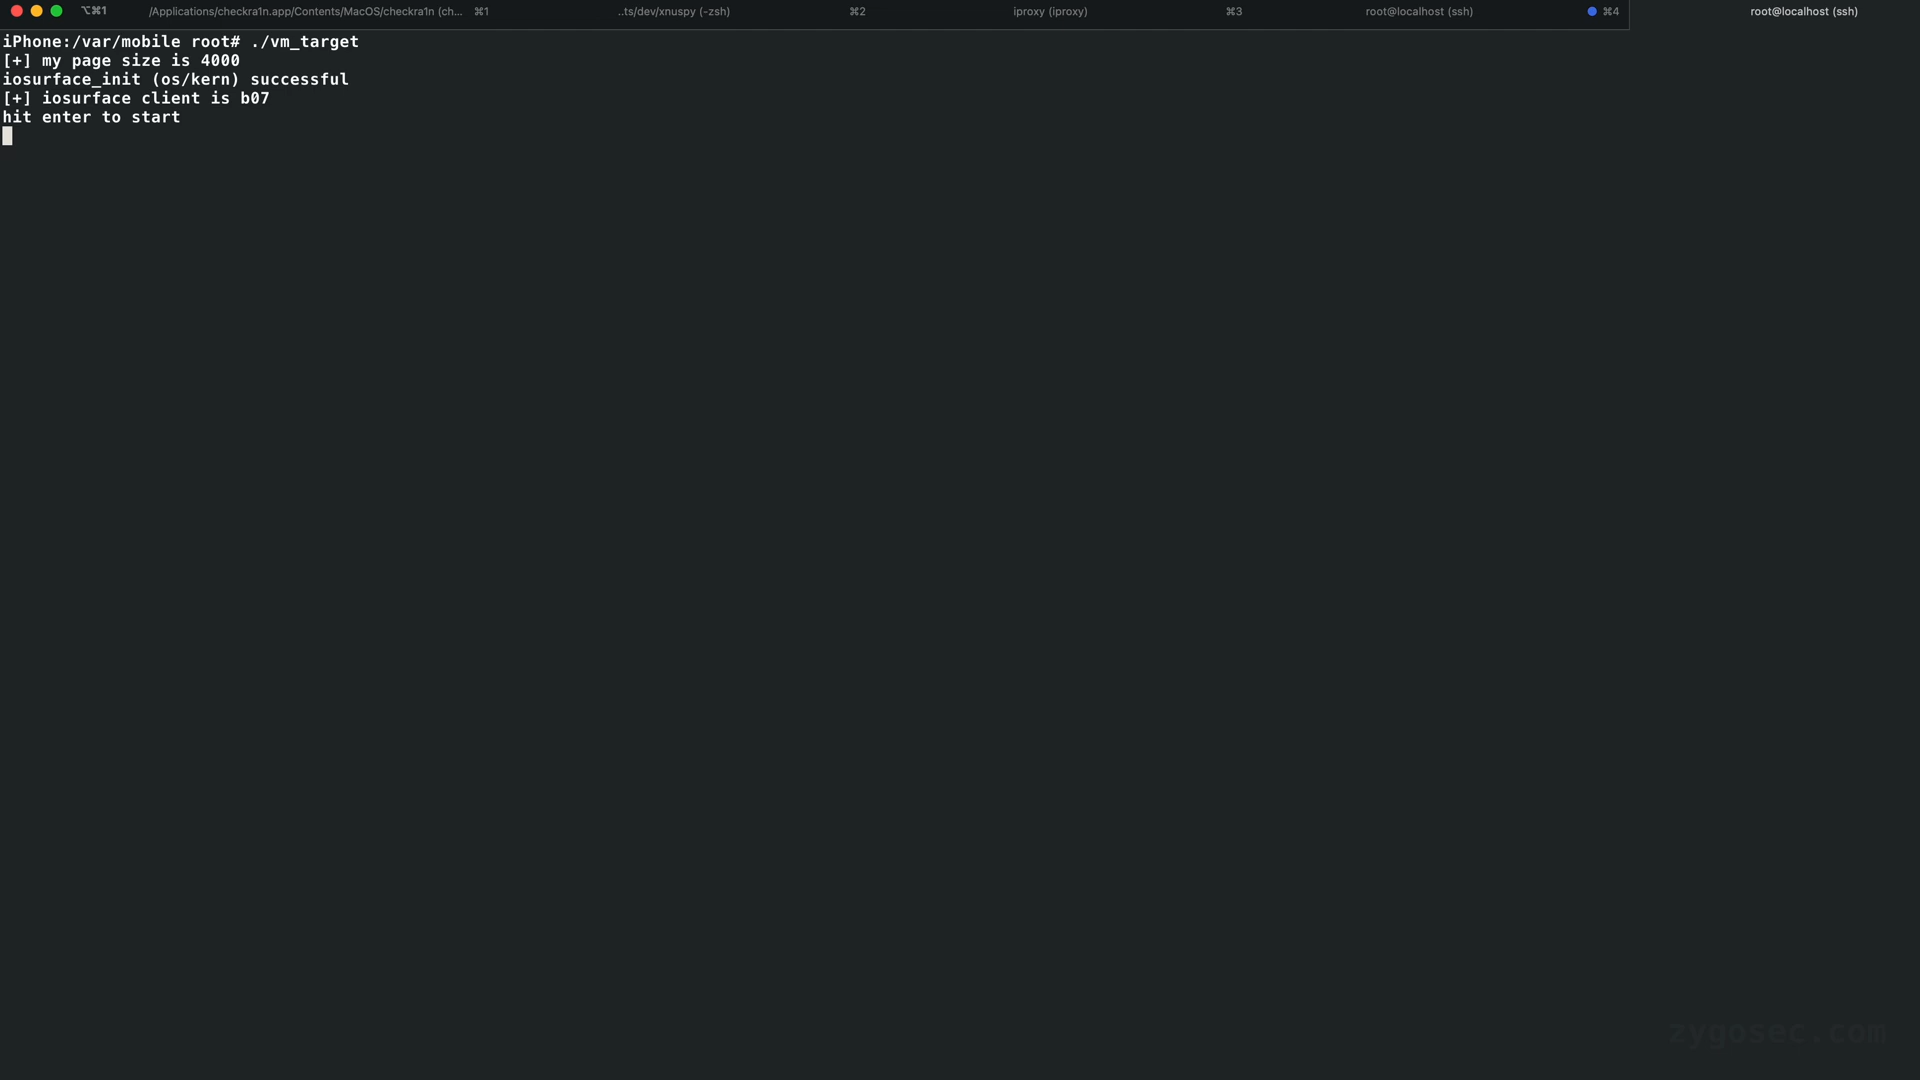 ⌥⌘1 /Applications/checkra1n.app/Contents/MacOS/checkra1n (ch... ⌘1 ..ts/dev/xnuspy (-zsh) ⌘2 iproxy (iproxy) ⌘3 root@localhost (ssh) ⌘4 root@localhost (ssh)
iPhone:/var/mobile root# ./vm_target
[+] my page size is 4000
iosurface_init (os/kern) successful
[+] iosurface client is b07
hit enter to start
zygosec.com